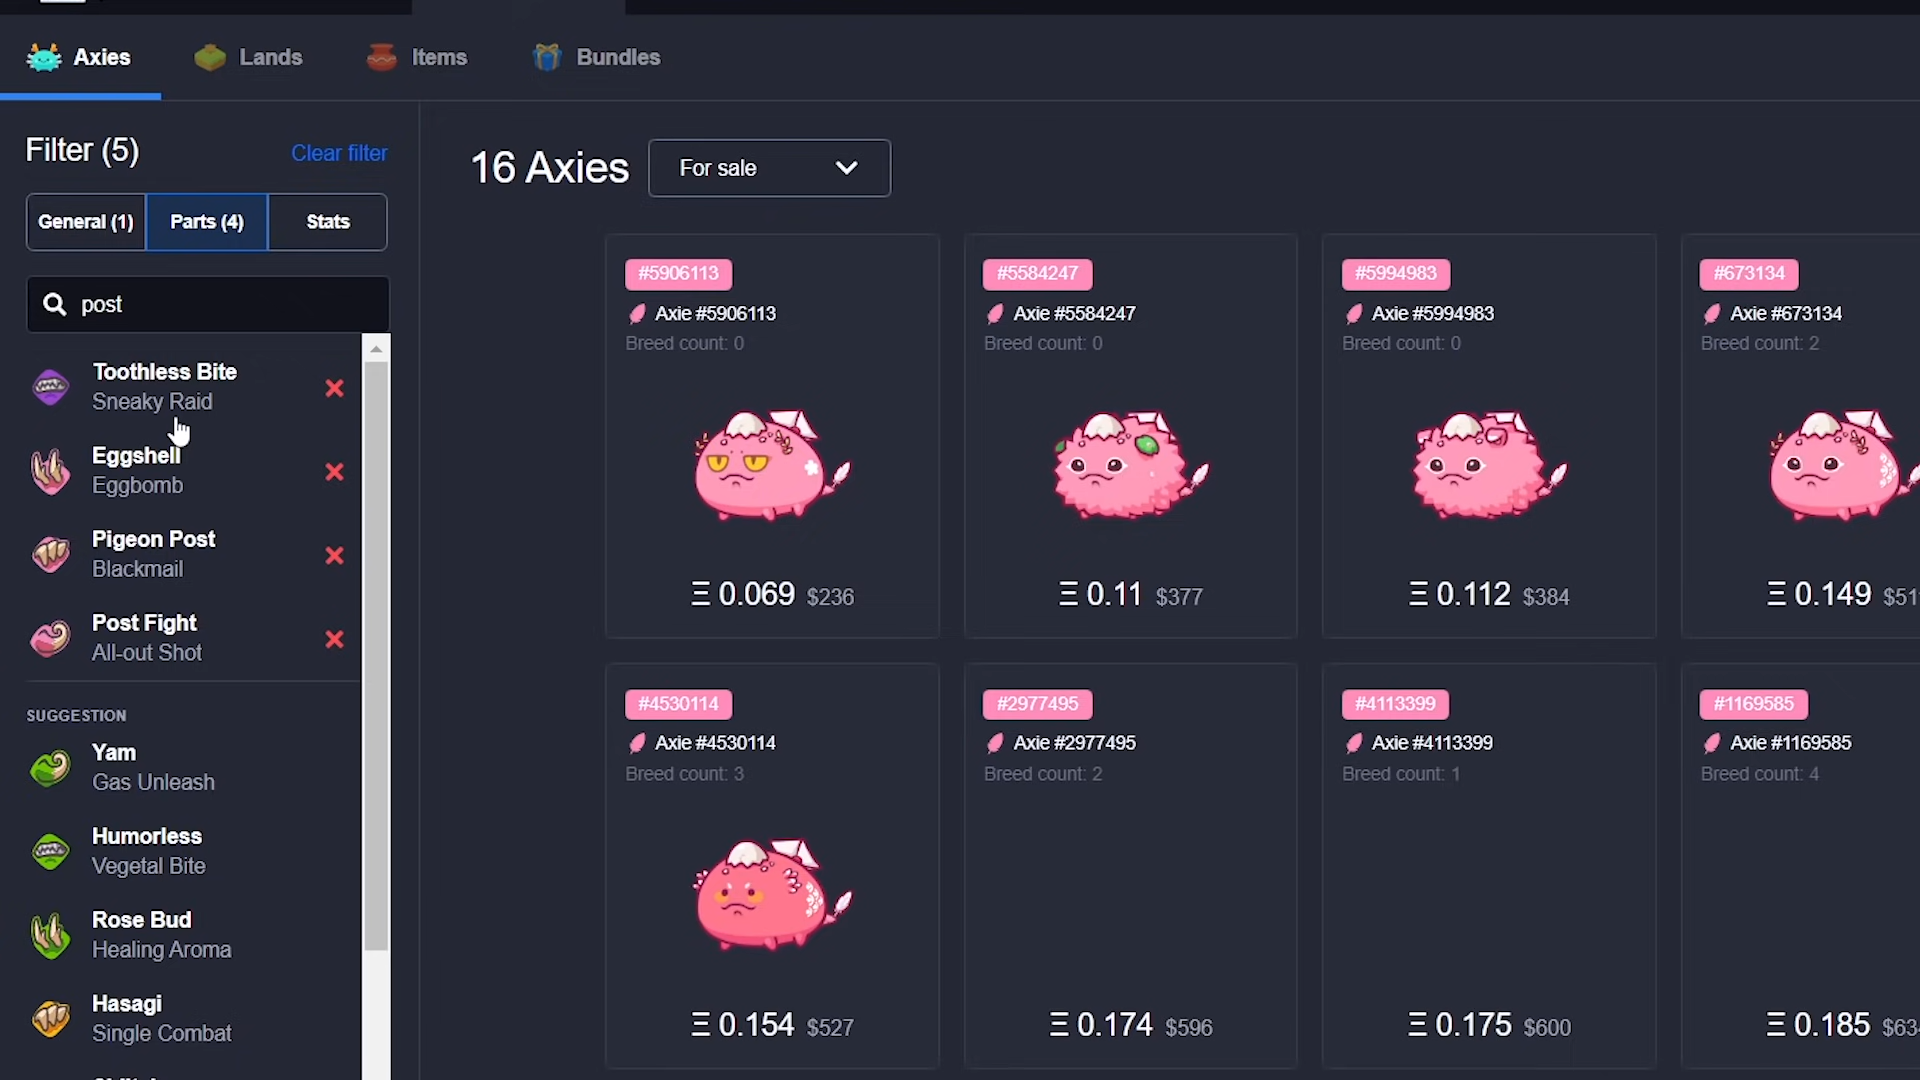 Axies
Lands
Items
Bundles
Filter (5)
Clear filter
General (1)
Parts (4)
Stats
post
Toothless Bite
Sneaky Raid
Eggshell
Eggbomb
Pigeon Post
Blackmail
Post Fight
All-out Shot
SUGGESTION
Yam
Gas Unleash
Humorless
Vegetal Bite
Rose Bud
Healing Aroma
Hasagi
Single Combat
16 Axies
For sale
#5906113
Axie #5906113
Breed count: 0
Ξ 0.069 $236
#5584247
Axie #5584247
Breed count: 0
Ξ 0.11 $377
#5994983
Axie #5994983
Breed count: 0
Ξ 0.112 $384
#673134
Axie #673134
Breed count: 2
Ξ 0.149
#4530114
Axie #4530114
Breed count: 3
Ξ 0.154 $527
#2977495
Axie #2977495
Breed count: 2
Ξ 0.174 $596
#4113399
Axie #4113399
Breed count: 1
Ξ 0.175 $600
#1169585
Axie #1169585
Breed count: 4
Ξ 0.185